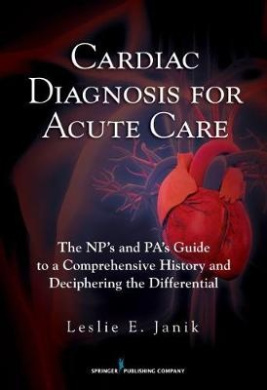 CARDIAC
DIAGNOSIS FOR
ACUTE CARE
The NP's and PA's Guide
to a Comprehensive History and
Deciphering the Differential
Leslie E. Janik
SPRINGER PUBLISHING COMPANY